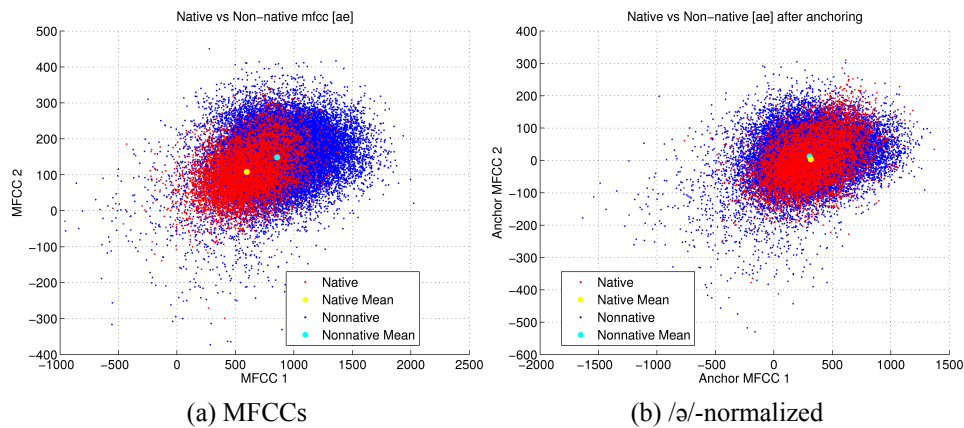 Native vs Non−native mfcc [ae]
500
400
300
200
100
0
−100
−200
−300
−400
−1000
−500
0
500
1000
1500
2000
2500
MFCC 2
MFCC 1
Native
Native Mean
Nonnative
Nonnative Mean
(a) MFCCs
Native vs Non−native [ae] after anchoring
400
300
200
100
0
−100
−200
−300
−400
−500
−600
−1500
−1000
−500
0
500
1000
1500
Anchor MFCC 2
Anchor MFCC 1
Native
Native Mean
Nonnative
Nonnative Mean
(b) /ə/-normalized